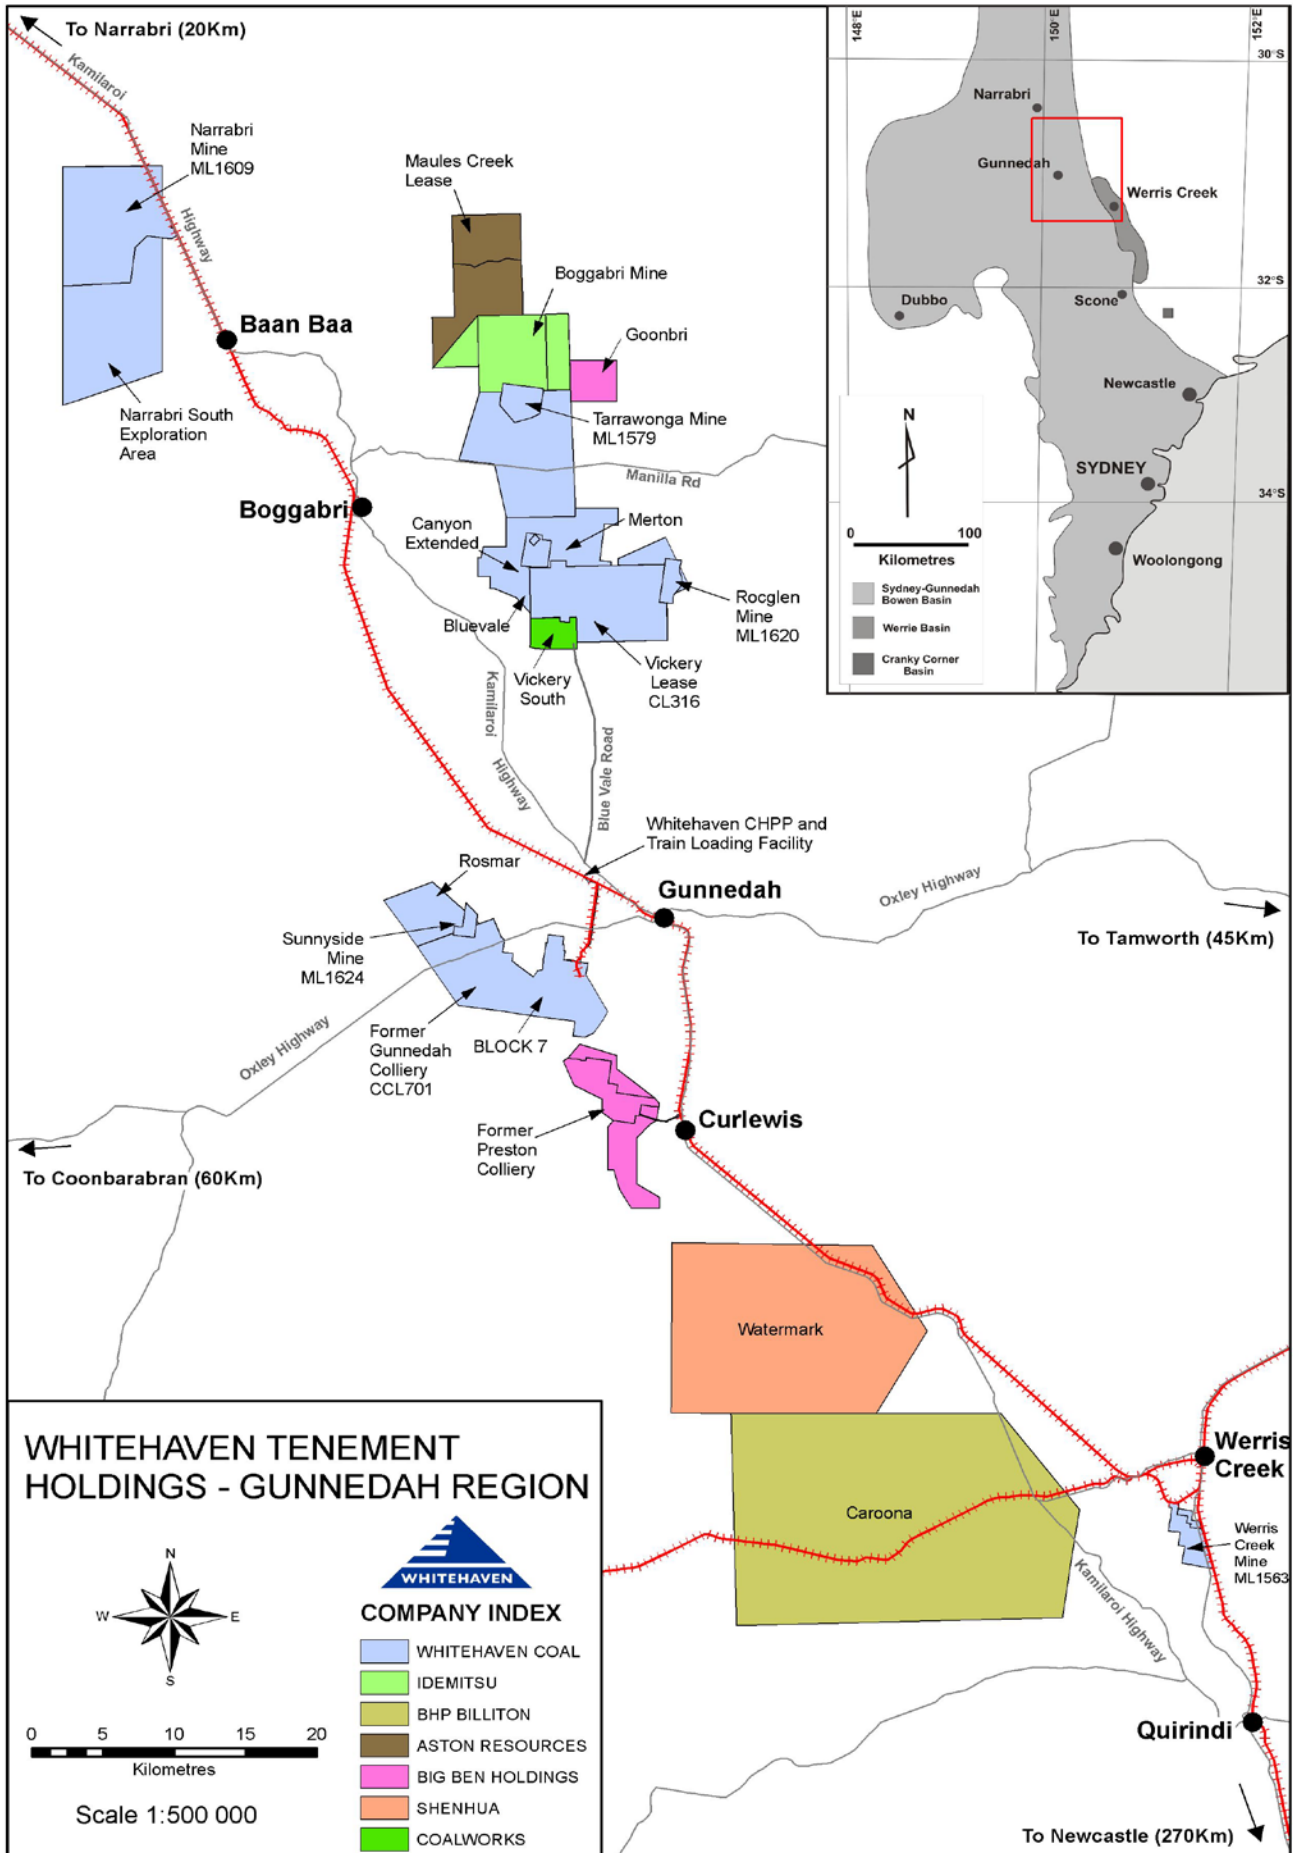 To Narrabri (20Km)
Kamilaroi
Highway
Narrabri
Mine
ML1609
Maules Creek
Lease
Boggabri Mine
Goonbri
Baan Baa
Narrabri South
Exploration
Area
Tarrawonga Mine
ML1579
Manilla Rd
Boggabri
Canyon
Extended
Merton
Bluevale
Rocglen
Mine
ML1620
Vickery
South
Vickery
Lease
CL316
Kamilaroi
Highway
Blue Vale Road
Whitehaven CHPP and
Train Loading Facility
Rosmar
Gunnedah
Oxley Highway
To Tamworth (45Km)
Sunnyside
Mine
ML1624
Oxley Highway
Former
Gunnedah
Colliery
CCL701
BLOCK 7
Former
Preston
Colliery
Curlewis
To Coonbarabran (60Km)
Watermark
Caroona
Werris
Creek
Werris
Creek
Mine
ML1563
Kamilaroi Highway
Quirindi
To Newcastle (270Km)
148°E
150°E
152°E
30°S
32°S
34°S
Narrabri
Gunnedah
Werris Creek
Dubbo
Scone
Newcastle
SYDNEY
Woolongong
N
0 100
Kilometres
Sydney-Gunnedah
Bowen Basin
Werrie Basin
Cranky Corner
Basin
WHITEHAVEN TENEMENT
HOLDINGS - GUNNEDAH REGION
N
W E
S
0 5 10 15 20
Kilometres
Scale 1:500 000
WHITEHAVEN
COMPANY INDEX
WHITEHAVEN COAL
IDEMITSU
BHP BILLITON
ASTON RESOURCES
BIG BEN HOLDINGS
SHENHUA
COALWORKS